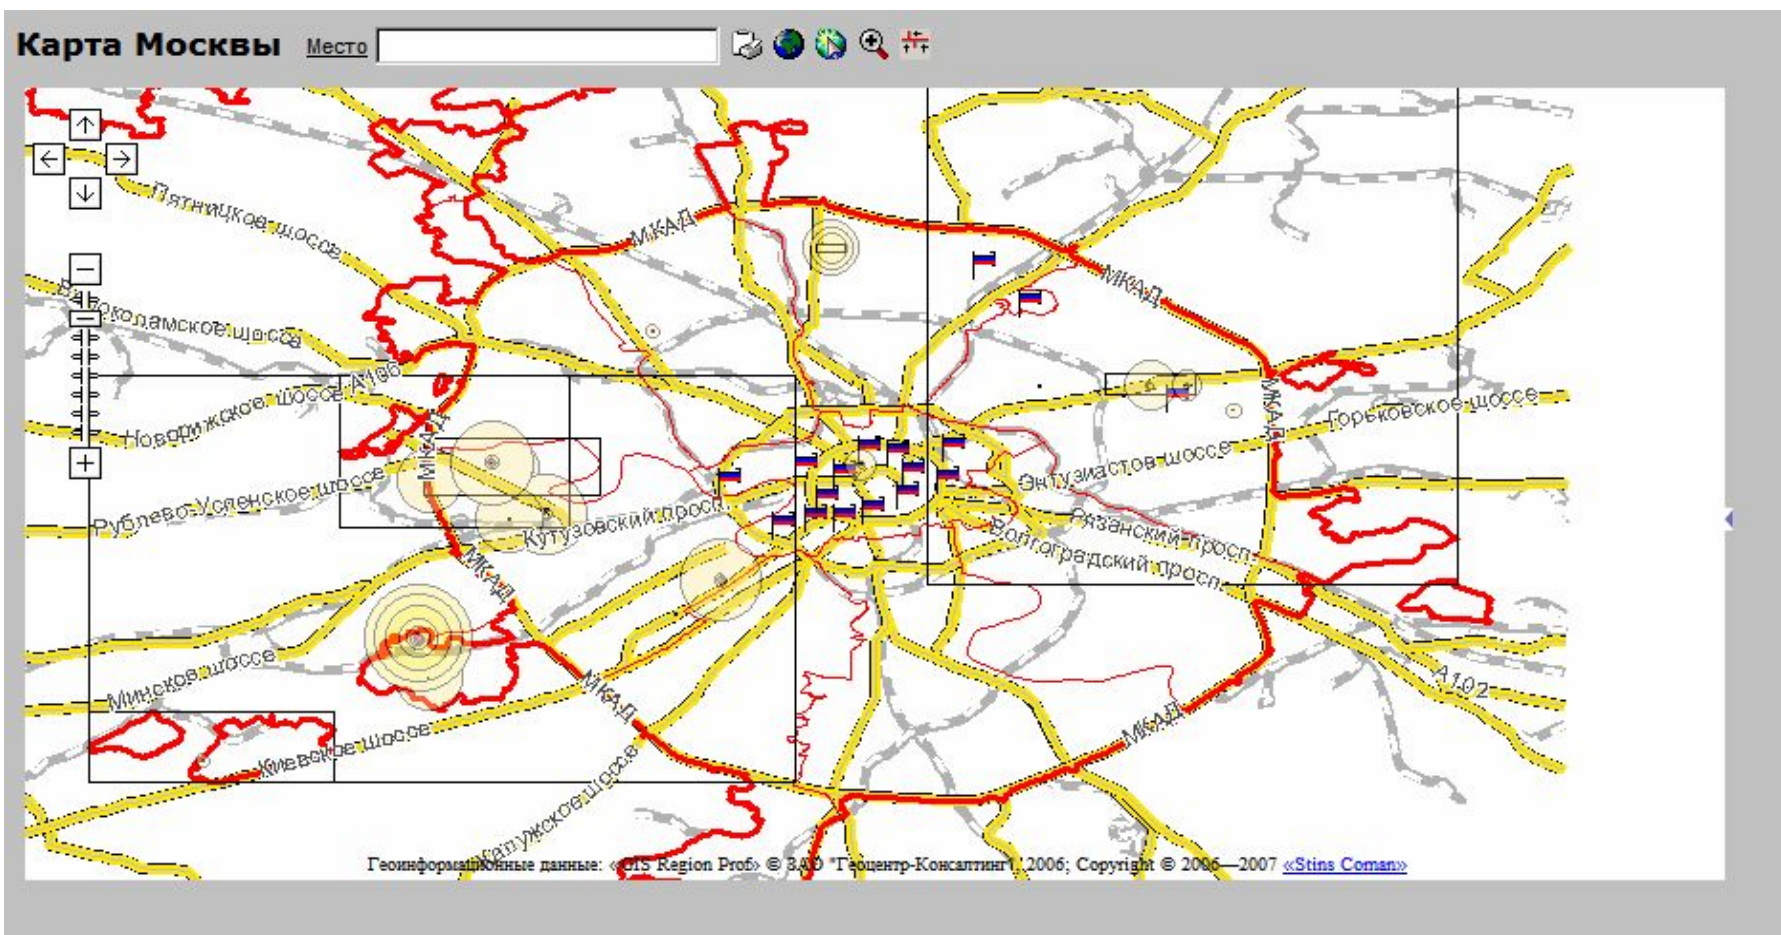 Карта Москвы Место
МКАД
Пятницкое шоссе
МКАД
Волоколамское шоссе
А106
Новорижское шоссе
МКАД
МКАД
Горьковское шоссе
Энтузиастов шоссе
Рублево-Успенское шоссе
Кутузовский просп.
Рязанский просп.
Волгоградский просп.
МКАД
Минское шоссе
МКАД
А102
МКАД
Киевское шоссе
Калужское шоссе
Геоинформационные данные: «GIS Region Prof» © ЗАО "Геоцентр-Консалтинг", 2006; Copyright © 2006—2007 «Stins Coman»